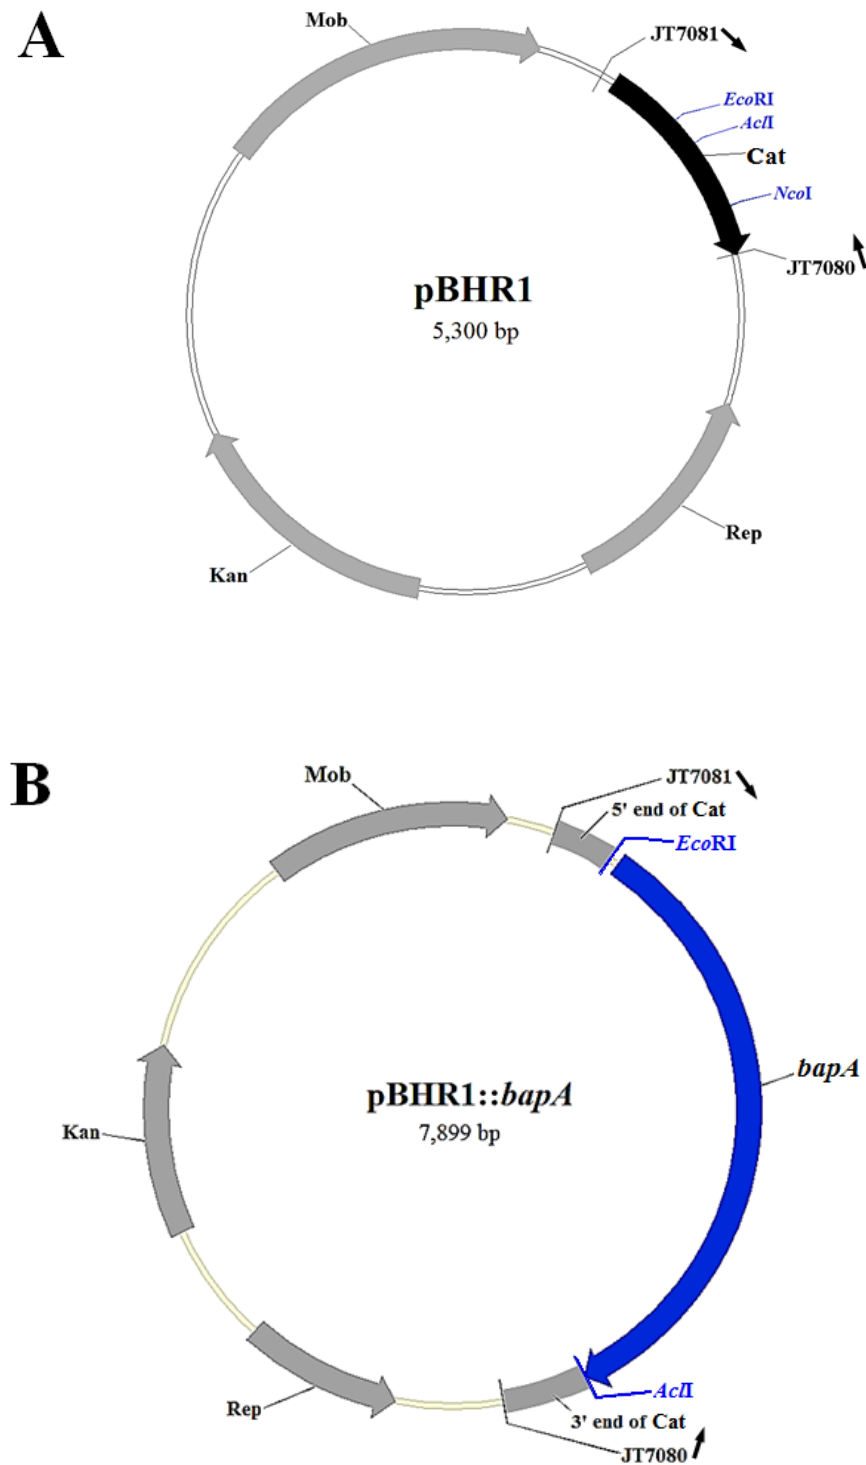 A
Mob
JT7081
EcoRI
AclI
Cat
NcoI
JT7080
pBHR1
5,300 bp
Rep
Kan
B
Mob
JT7081
5' end of Cat
EcoRI
bapA
pBHR1::bapA
7,899 bp
Kan
Rep
AclI
3' end of Cat
JT7080